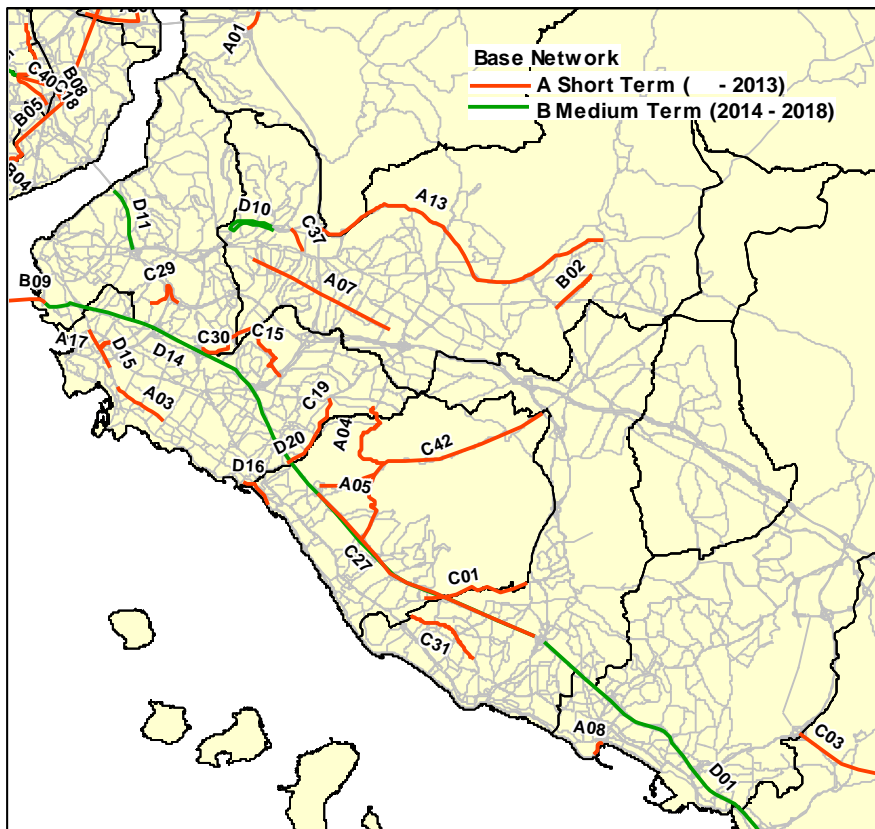 Base Network
A Short Term ( - 2013)
B Medium Term (2014 - 2018)
A01
C40
B08
C18
B05
B04
D11
D10
C37
A13
B02
A07
C29
B09
A17
D15
D14
C30
C15
A03
C19
D20
A04
C42
D16
A05
C27
C01
C31
A08
C03
D01